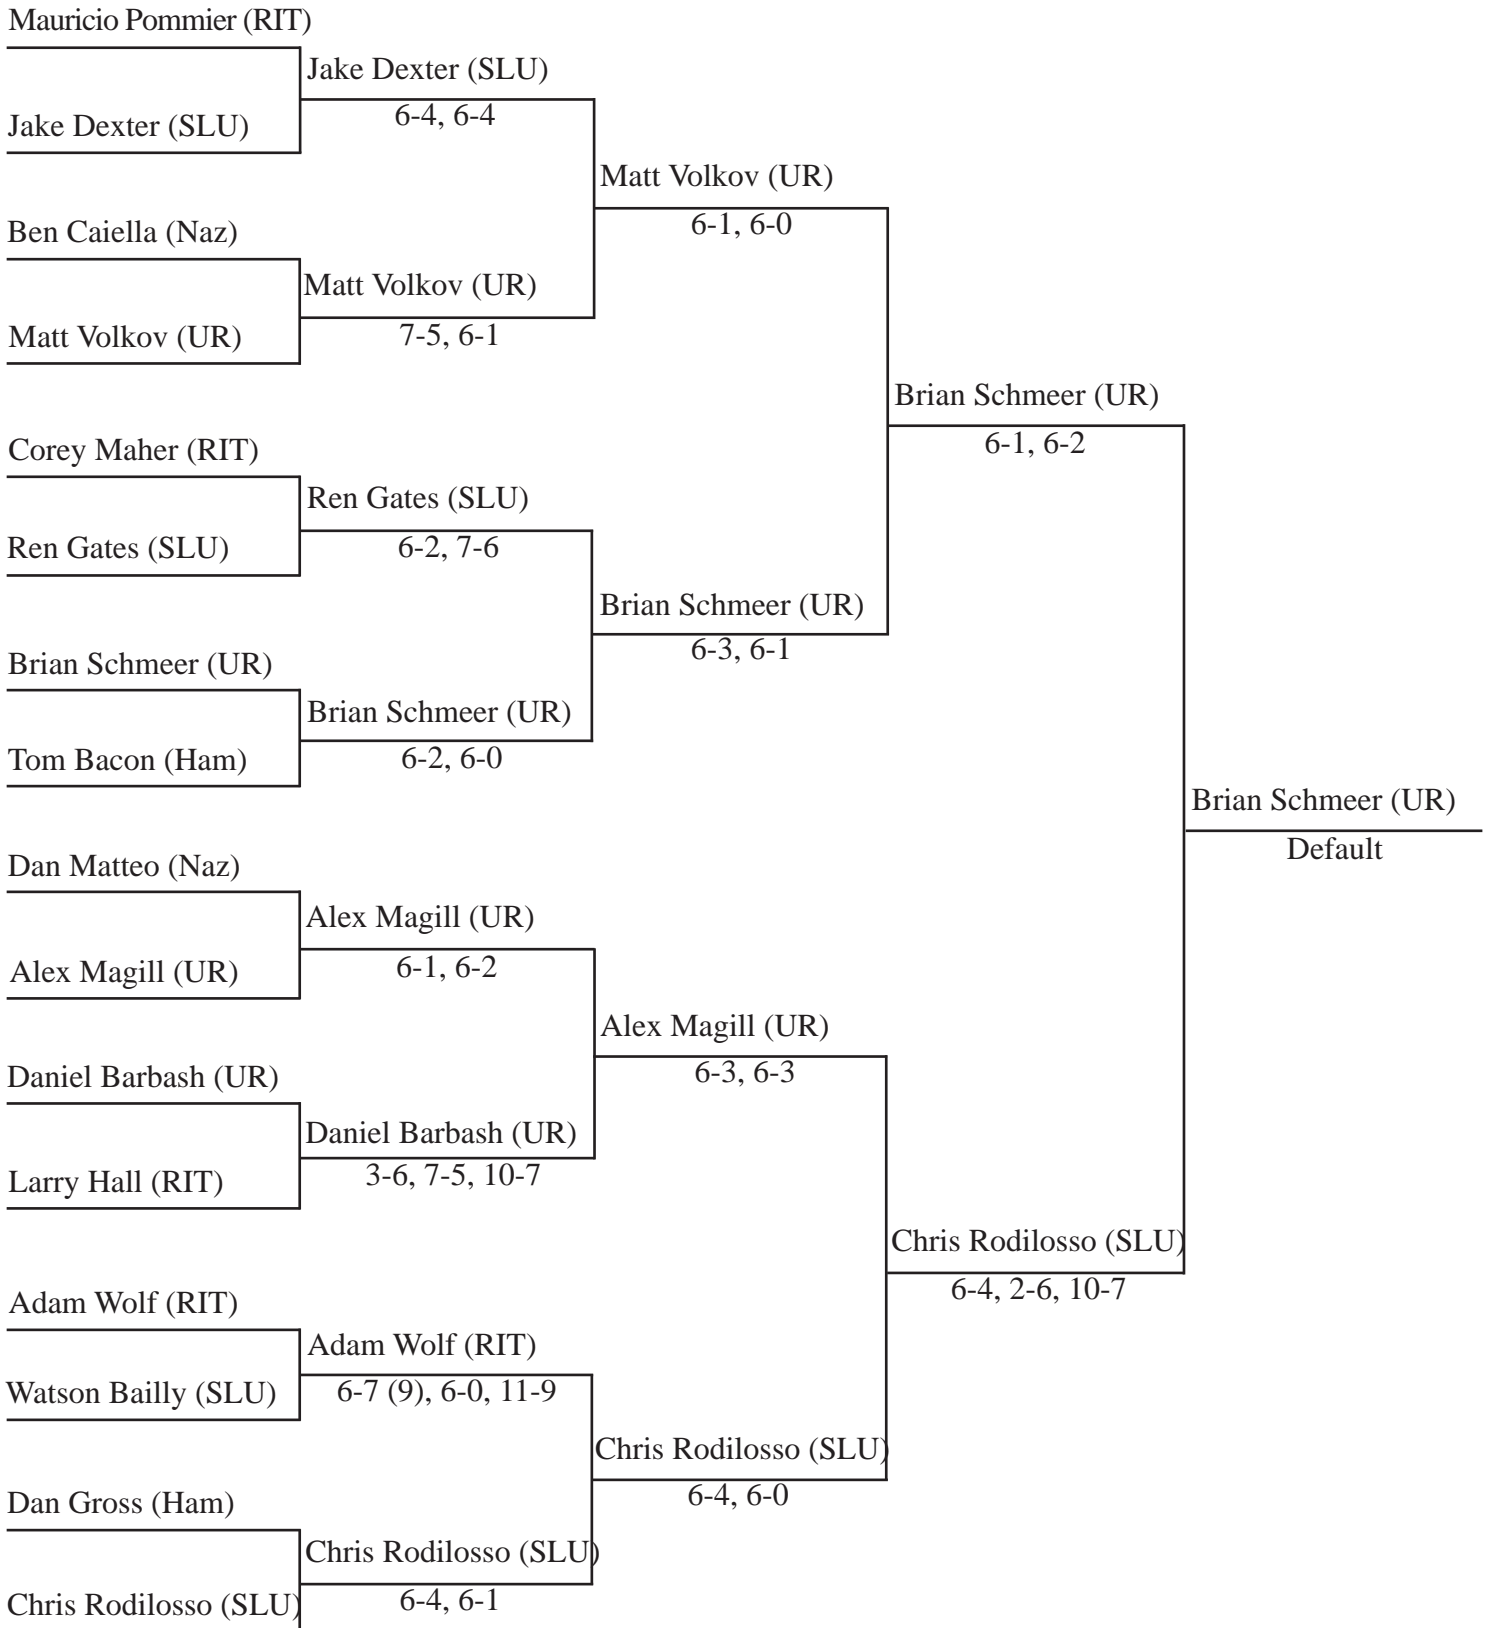 Mauricio Pommier (RIT)
Jake Dexter (SLU)
6-4, 6-4
Jake Dexter (SLU)
Matt Volkov (UR)
6-1, 6-0
Ben Caiella (Naz)
Matt Volkov (UR)
7-5, 6-1
Matt Volkov (UR)
Brian Schmeer (UR)
6-1, 6-2
Corey Maher (RIT)
Ren Gates (SLU)
6-2, 7-6
Ren Gates (SLU)
Brian Schmeer (UR)
6-3, 6-1
Brian Schmeer (UR)
Brian Schmeer (UR)
6-2, 6-0
Tom Bacon (Ham)
Brian Schmeer (UR)
Default
Dan Matteo (Naz)
Alex Magill (UR)
6-1, 6-2
Alex Magill (UR)
Alex Magill (UR)
6-3, 6-3
Daniel Barbash (UR)
Daniel Barbash (UR)
3-6, 7-5, 10-7
Larry Hall (RIT)
Chris Rodilosso (SLU)
6-4, 2-6, 10-7
Adam Wolf (RIT)
Adam Wolf (RIT)
6-7 (9), 6-0, 11-9
Watson Bailly (SLU)
Chris Rodilosso (SLU)
6-4, 6-0
Dan Gross (Ham)
Chris Rodilosso (SLU)
6-4, 6-1
Chris Rodilosso (SLU)